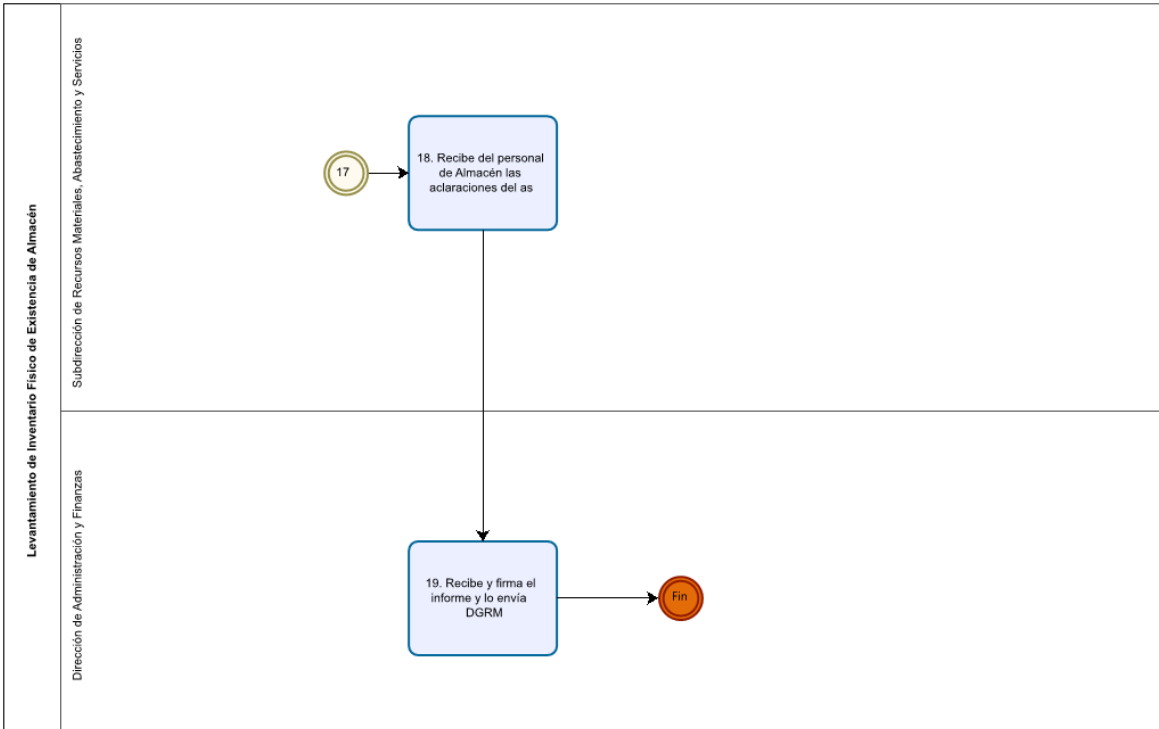 Levantamiento de Inventario Físico de Existencia de Almacén
Subdirección de Recursos Materiales, Abastecimiento y Servicios
17
18. Recibe del personal
de Almacén las
aclaraciones del as
Dirección de Administración y Finanzas
19. Recibe y firma el
informe y lo envía
DGRM
Fin